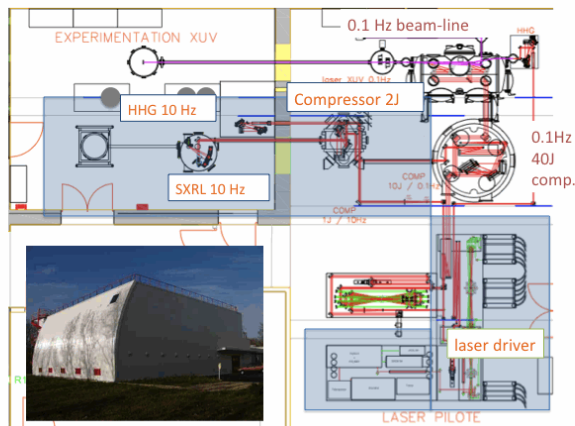 0.1 Hz beam-line
EXPERIMENTATION XUV
HHG
laser XUV 0.1Hz
HHG 10 Hz
Compressor 2J
0.1Hz
40J
comp.
SXRL 10 Hz
COMP
10J / 0.1Hz
COMP
1J / 10Hz
laser driver
LASER PILOTE